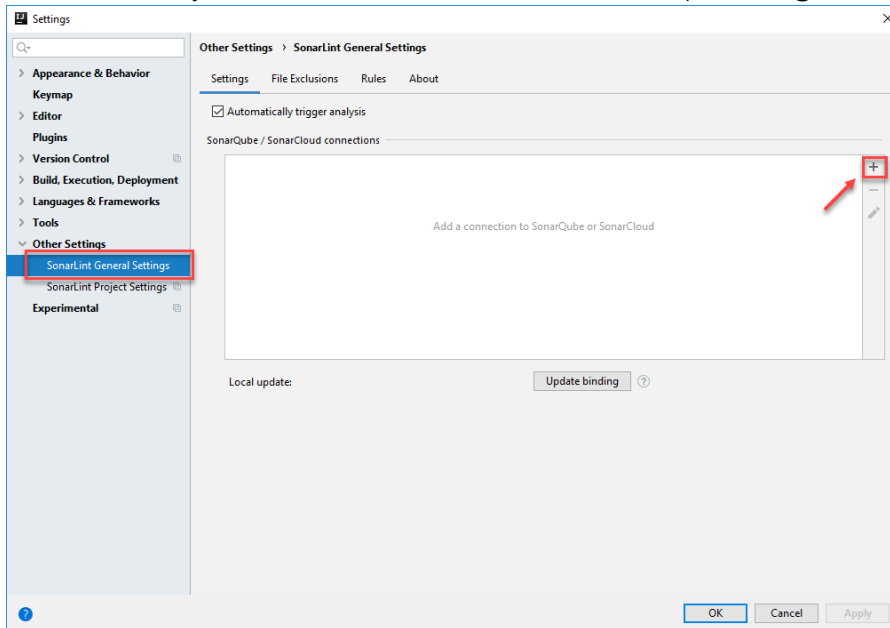 Settings
Other Settings > SonarLint General Settings
Appearance & Behavior
Keymap
Editor
Plugins
Version Control
Build, Execution, Deployment
Languages & Frameworks
Tools
Other Settings
SonarLint General Settings
SonarLint Project Settings
Experimental
Settings File Exclusions Rules About
Automatically trigger analysis
SonarQube / SonarCloud connections
Add a connection to SonarQube or SonarCloud
Local update: Update binding ?
? OK Cancel Apply